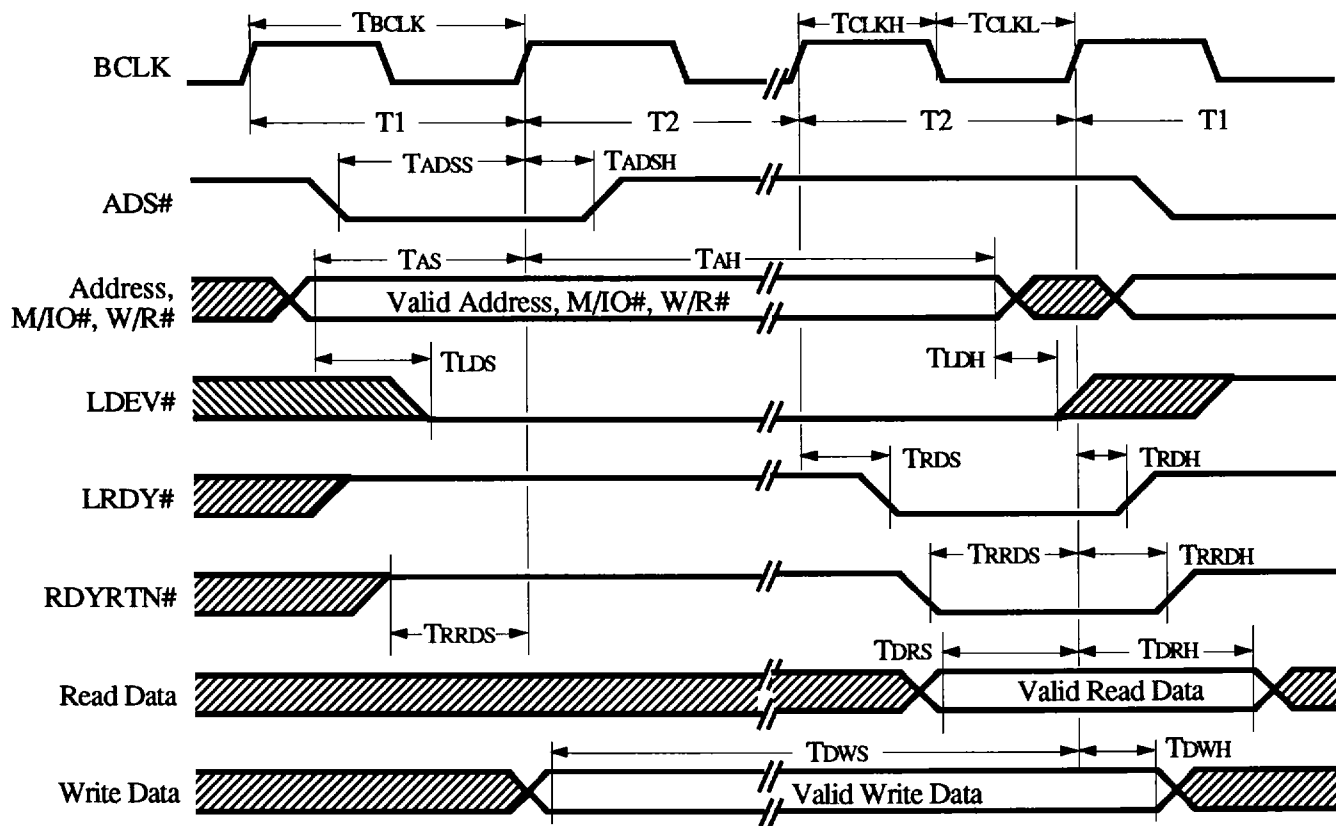 TBCLK
TCLKH
TCLKL
BCLK
T1
T2
T2
T1
TADSS
TADSH
ADS#
TAS
TAH
Address,
M/IO#, W/R#
Valid Address, M/IO#, W/R#
TLDS
TLDH
LDEV#
TRDS
TRDH
LRDY#
TRRDS
TRRDH
RDYRTN#
TRRDS
TDRS
TDRH
Read Data
Valid Read Data
TDWS
TDWH
Write Data
Valid Write Data